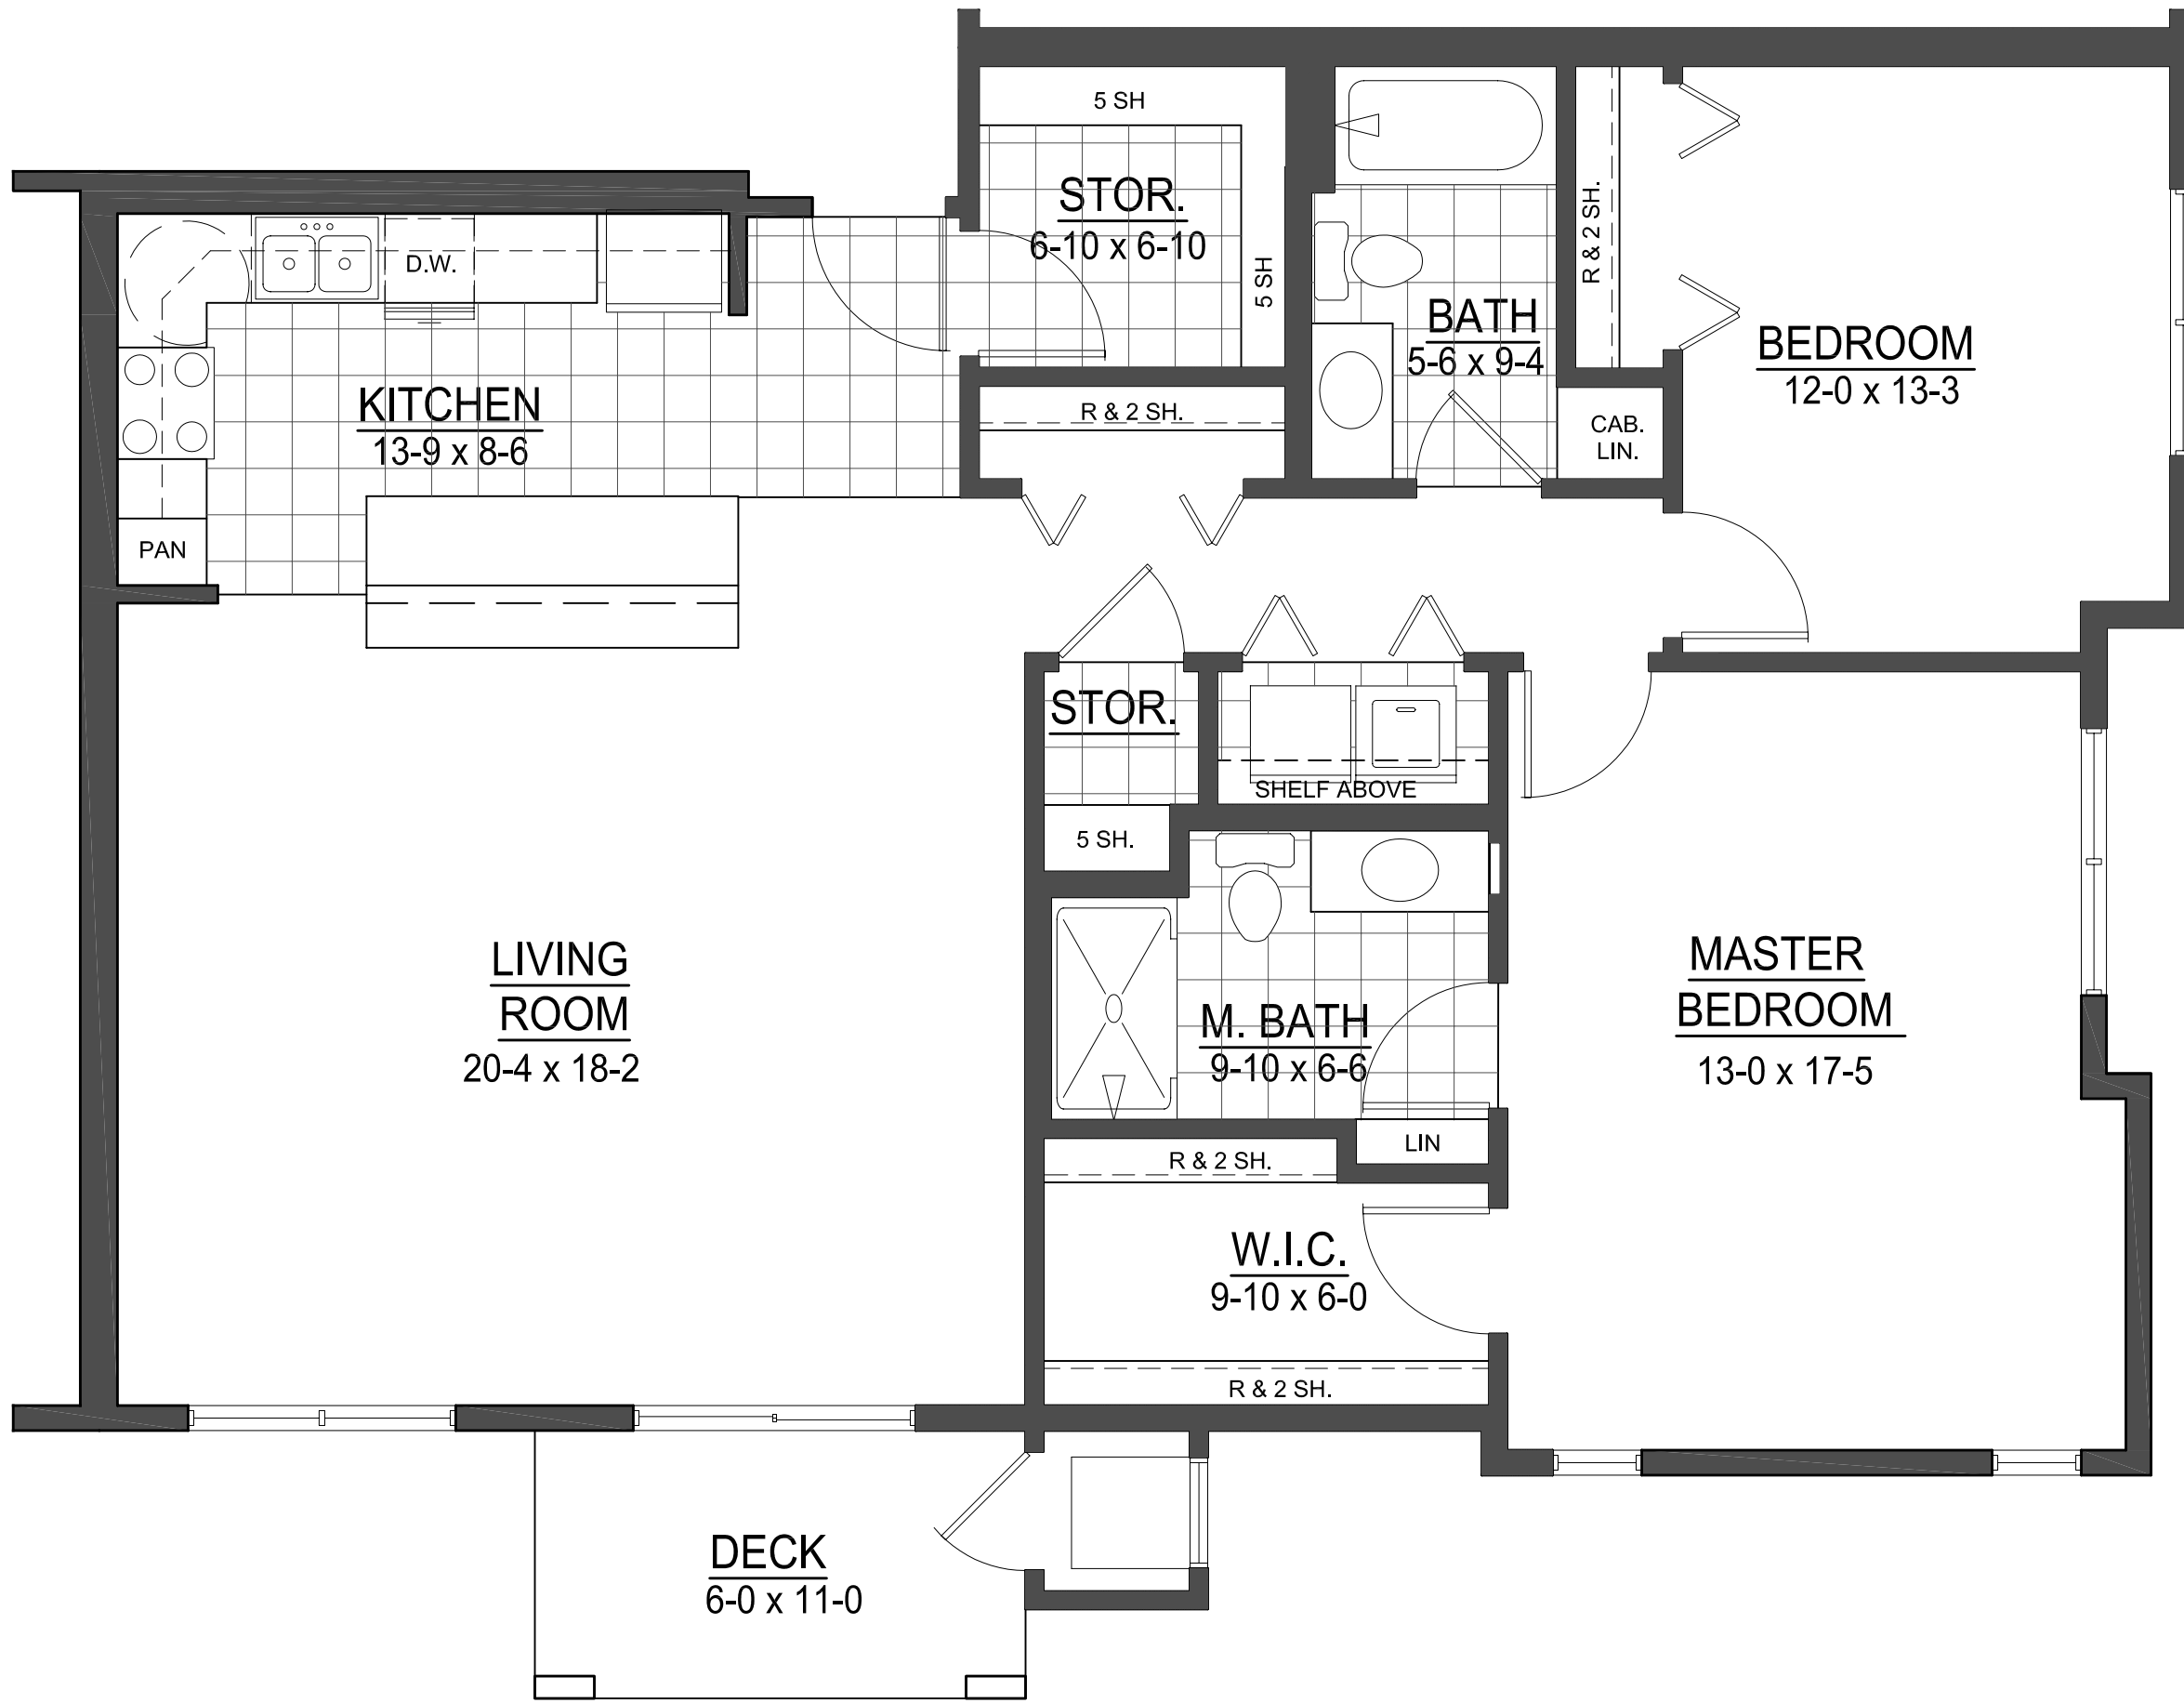 5 SH
STOR.
6-10 x 6-10
5 SH
R & 2 SH.
BATH
5-6 x 9-4
BEDROOM
12-0 x 13-3
D.W.
KITCHEN
13-9 x 8-6
R & 2 SH.
CAB.
LIN.
PAN
STOR.
SHELF ABOVE
5 SH.
LIVING
ROOM
20-4 x 18-2
M. BATH
9-10 x 6-6
MASTER
BEDROOM
13-0 x 17-5
LIN
R & 2 SH.
W.I.C.
9-10 x 6-0
R & 2 SH.
DECK
6-0 x 11-0